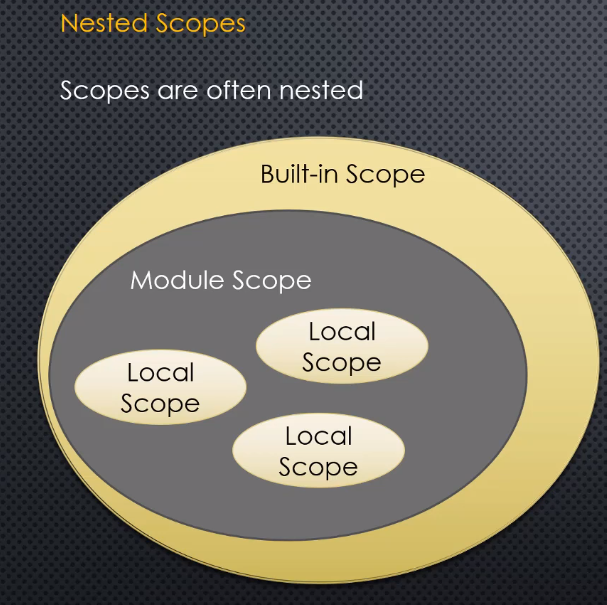 Nested Scopes
Scopes are often nested
Built-in Scope
Module Scope
Local
Scope
Local
Scope
Local
Scope